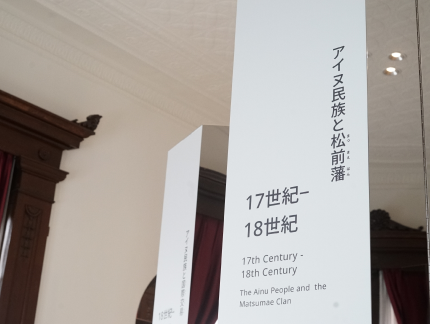 アイヌ民族と松前藩
17世紀–
18世紀
17th Century -
18th Century
The Ainu People and the
Matsumae Clan